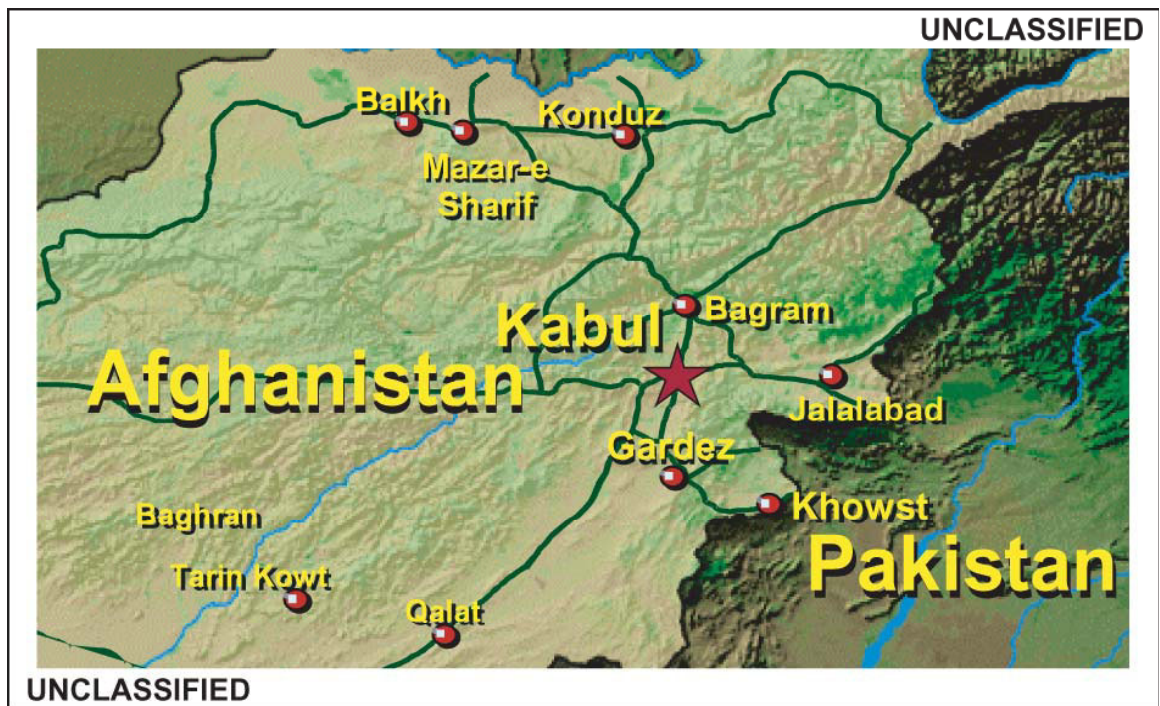 UNCLASSIFIED
Balkh
Konduz
Mazar-e
Sharif
Kabul
Bagram
Afghanistan
Jalalabad
Gardez
Khowst
Baghran
Pakistan
Tarin Kowt
Qalat
UNCLASSIFIED